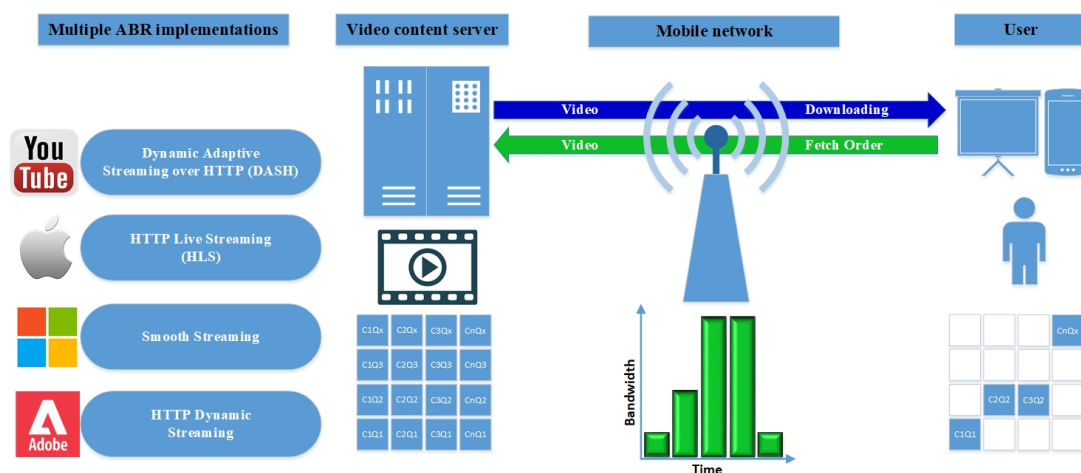 Multiple ABR implementations
Video content server
Mobile network
User
You
Tube
Dynamic Adaptive
Streaming over HTTP (DASH)
HTTP Live Streaming
(HLS)
Smooth Streaming
Adobe
HTTP Dynamic
Streaming
Video
Downloading
Video
Fetch Order
C1Qx C2Qx C3Qx CnQx
C1Q3 C2Q3 C3Q3 CnQ3
C1Q2 C2Q2 C3Q2 CnQ2
C1Q1 C2Q1 C3Q1 CnQ1
Bandwidth
Time
CnQx
C2Q2 C3Q2
C1Q1